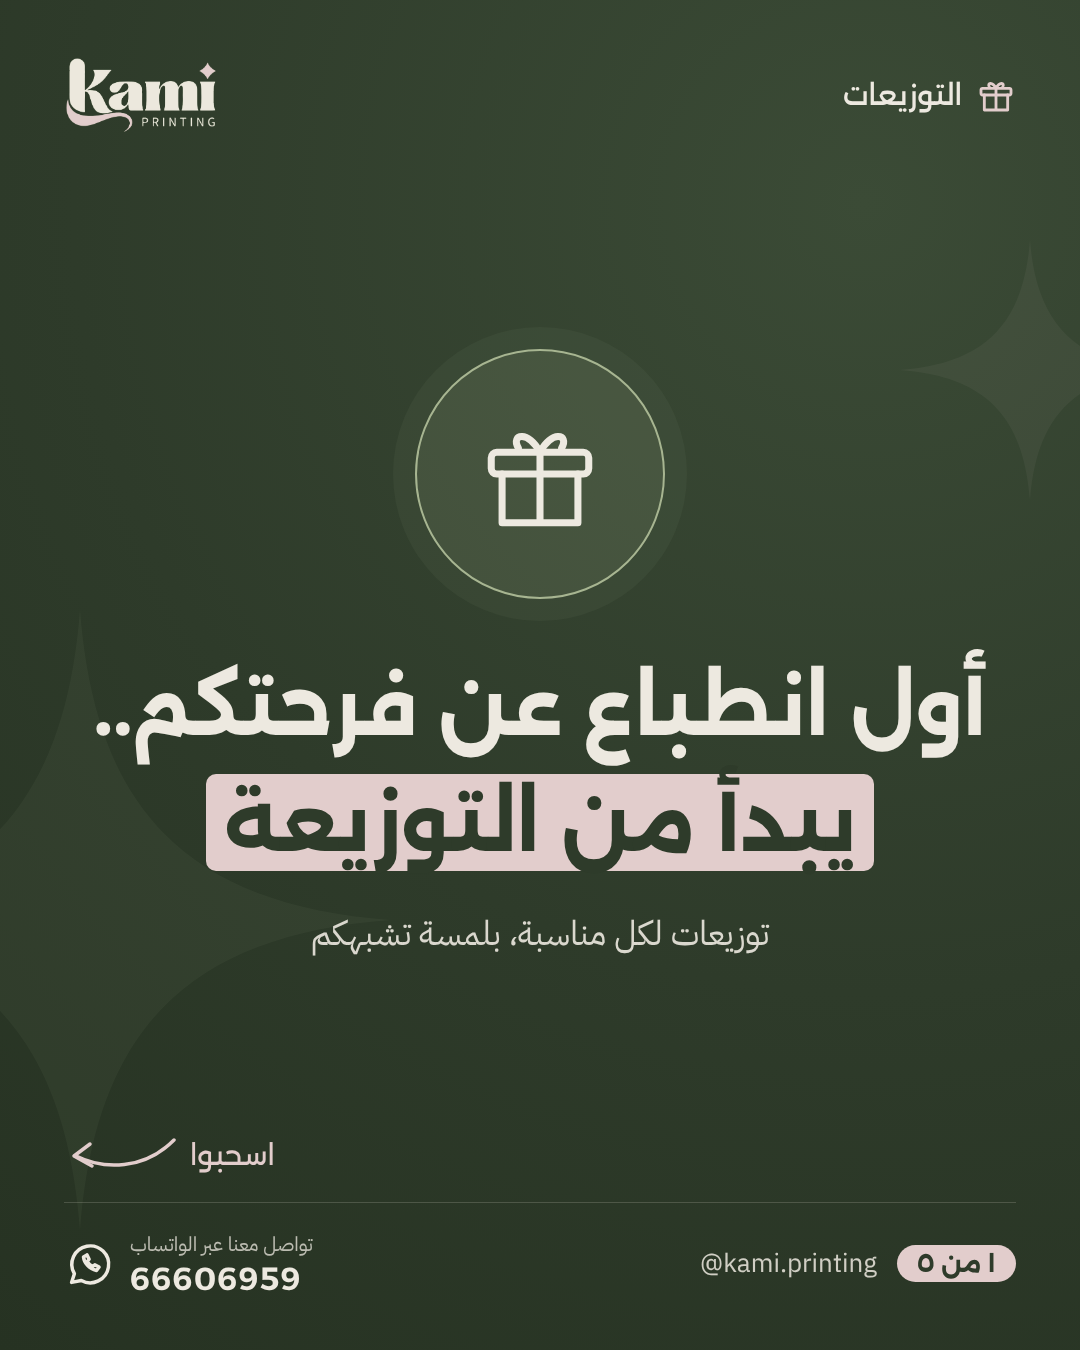 التوزيعات
Kami
PRINTING
أول انطباع عن فرحتكم..
يبدأ من التوزيعة
توزيعات لكل مناسبة، بلمسة تشبهكم
اسحبوا
١ من ٥
@kami.printing
تواصل معنا عبر الواتساب
66606959